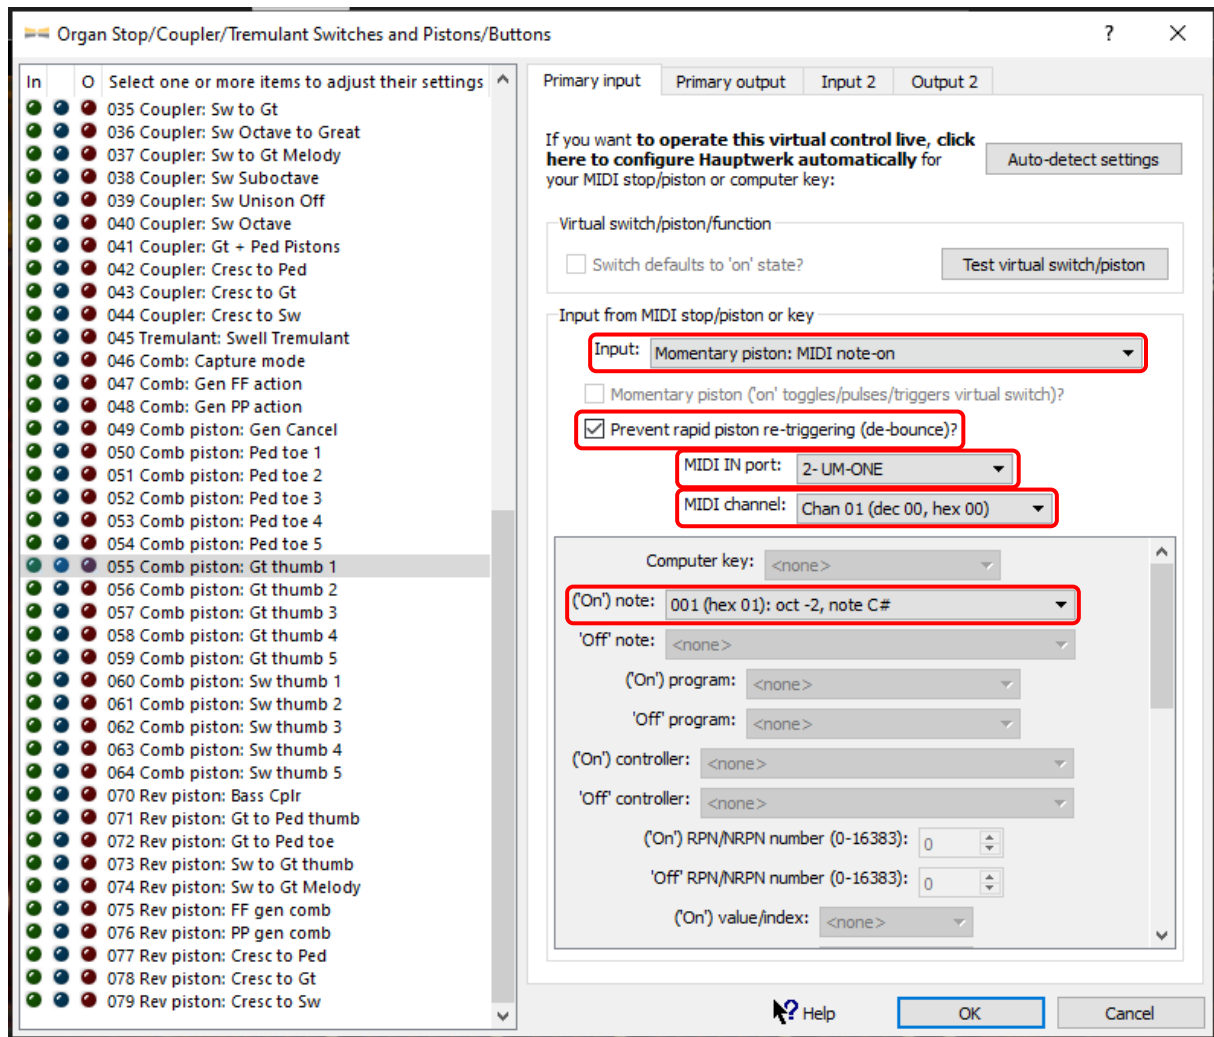 Organ Stop/Coupler/Tremulant Switches and Pistons/Buttons
?
In O Select one or more items to adjust their settings
035 Coupler: Sw to Gt
036 Coupler: Sw Octave to Great
037 Coupler: Sw to Gt Melody
038 Coupler: Sw Suboctave
039 Coupler: Sw Unison Off
040 Coupler: Sw Octave
041 Coupler: Gt + Ped Pistons
042 Coupler: Cresc to Ped
043 Coupler: Cresc to Gt
044 Coupler: Cresc to Sw
045 Tremulant: Swell Tremulant
046 Comb: Capture mode
047 Comb: Gen FF action
048 Comb: Gen PP action
049 Comb piston: Gen Cancel
050 Comb piston: Ped toe 1
051 Comb piston: Ped toe 2
052 Comb piston: Ped toe 3
053 Comb piston: Ped toe 4
054 Comb piston: Ped toe 5
055 Comb piston: Gt thumb 1
056 Comb piston: Gt thumb 2
057 Comb piston: Gt thumb 3
058 Comb piston: Gt thumb 4
059 Comb piston: Gt thumb 5
060 Comb piston: Sw thumb 1
061 Comb piston: Sw thumb 2
062 Comb piston: Sw thumb 3
063 Comb piston: Sw thumb 4
064 Comb piston: Sw thumb 5
070 Rev piston: Bass Cplr
071 Rev piston: Gt to Ped thumb
072 Rev piston: Gt to Ped toe
073 Rev piston: Sw to Gt thumb
074 Rev piston: Sw to Gt Melody
075 Rev piston: FF gen comb
076 Rev piston: PP gen comb
077 Rev piston: Cresc to Ped
078 Rev piston: Cresc to Gt
079 Rev piston: Cresc to Sw
Primary input Primary output Input 2 Output 2
If you want to operate this virtual control live, click
here to configure Hauptwerk automatically for
your MIDI stop/piston or computer key:
Auto-detect settings
Virtual switch/piston/function
Switch defaults to 'on' state?
Test virtual switch/piston
Input from MIDI stop/piston or key
Input: Momentary piston: MIDI note-on
Momentary piston ('on' toggles/pulses/triggers virtual switch)?
Prevent rapid piston re-triggering (de-bounce)?
MIDI IN port: 2- UM-ONE
MIDI channel: Chan 01 (dec 00, hex 00)
Computer key: <none>
('On') note: 001 (hex 01): oct -2, note C#
'Off' note: <none>
('On') program: <none>
'Off' program: <none>
('On') controller: <none>
'Off' controller: <none>
('On') RPN/NRPN number (0-16383): 0
'Off' RPN/NRPN number (0-16383): 0
('On') value/index: <none>
Help
OK
Cancel